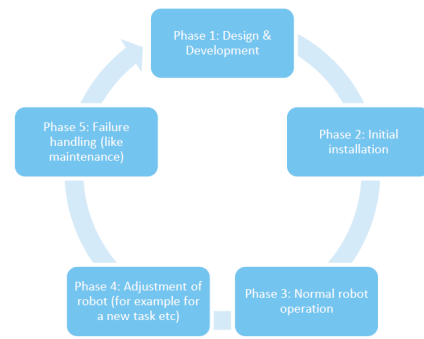 Phase 1: Design &
Development
Phase 2: Initial
installation
Phase 3: Normal robot
operation
Phase 4: Adjustment of
robot (for example for
a new task etc)
Phase 5: Failure
handling (like
maintenance)